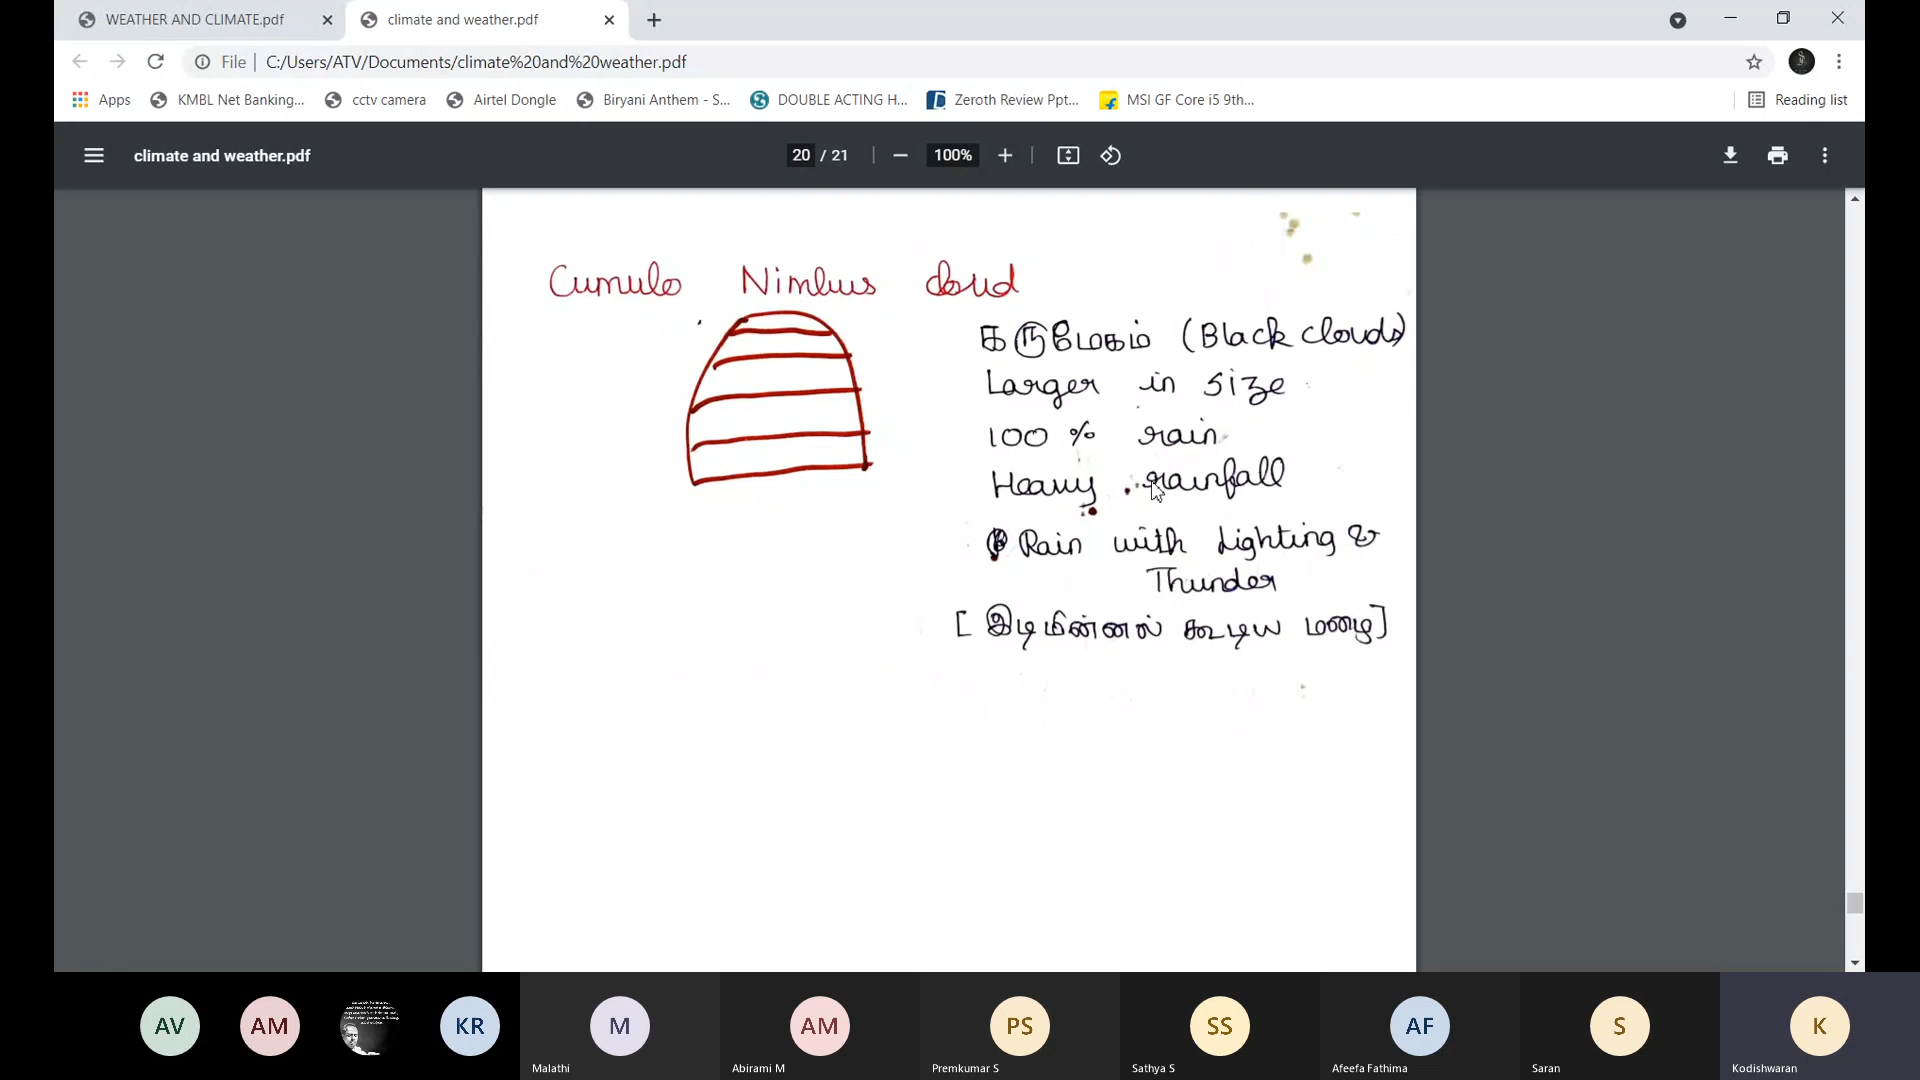 WEATHER AND CLIMATE.pdf
climate and weather.pdf
File | C:/Users/ATV/Documents/climate%20and%20weather.pdf
Apps
KMBL Net Banking...
cctv camera
Airtel Dongle
Biryani Anthem - S...
DOUBLE ACTING H...
Zeroth Review Ppt...
MSI GF Core i5 9th...
Reading list
climate and weather.pdf
20 / 21
100%
Cumulo Nimbus cloud
கருமேகம் (Black clouds)
Larger in size
100 % rain
Heavy rainfall
Rain with Lighting &
Thunder
[ இடிமின்னல் கூடிய மழை]
AV
AM
KR
M
AM
PS
SS
AF
S
K
Malathi
Abirami M
Premkumar S
Sathya S
Afeefa Fathima
Saran
Kodishwaran